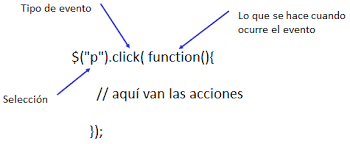 Tipo de evento
Lo que se hace cuando
ocurre el evento
$("p").click( function(){
Selección
// aquí van las acciones
});